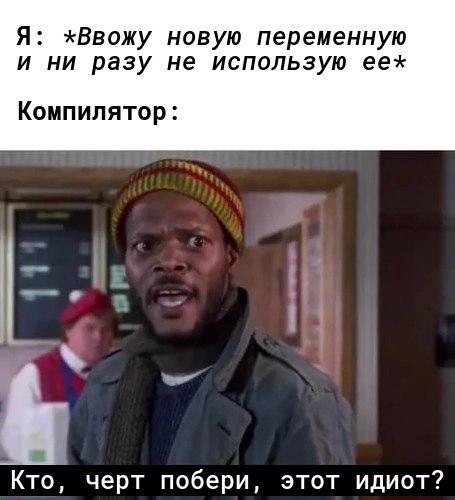 Я: *Ввожу новую переменную
и ни разу не использую ее*
Компилятор:
Кто, черт побери, этот идиот?